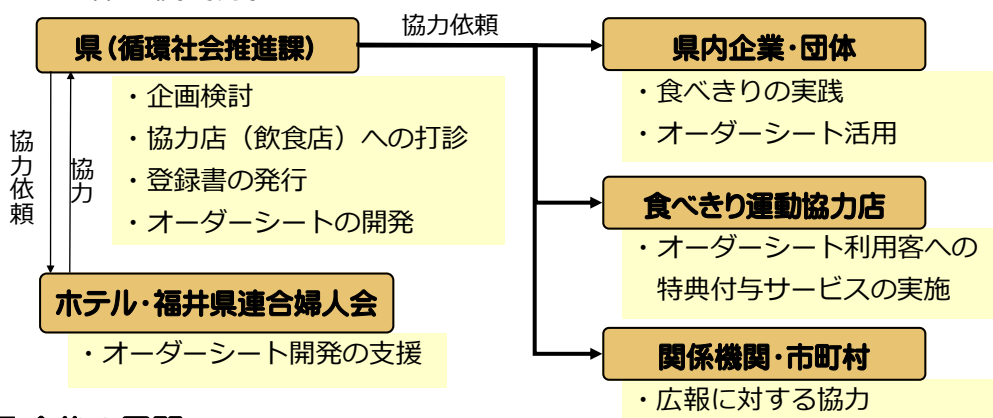 県（循環社会推進課）
・企画検討
・協力店（飲食店）への打診
・登録書の発行
・オーダーシートの開発
協力依頼
協力
ホテル・福井県連合婦人会
・オーダーシート開発の支援
協力依頼
県内企業・団体
・食べきりの実践
・オーダーシート活用
食べきり運動協力店
・オーダーシート利用客への
特典付与サービスの実施
関係機関・市町村
・広報に対する協力